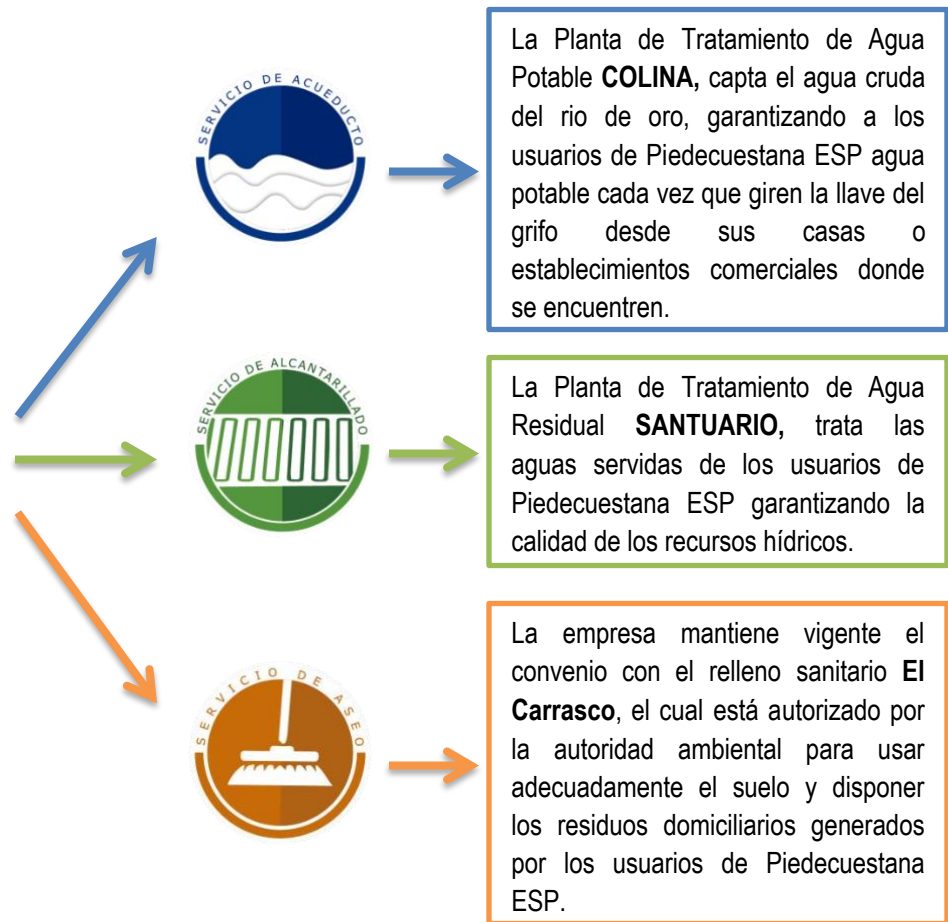 SERVICIO DE ACUEDUCTO
La Planta de Tratamiento de Agua
Potable COLINA, capta el agua cruda
del rio de oro, garantizando a los
usuarios de Piedecuestana ESP agua
potable cada vez que giren la llave del
grifo desde sus casas o
establecimientos comerciales donde
se encuentren.
SERVICIO DE ALCANTARILLADO
La Planta de Tratamiento de Agua
Residual SANTUARIO, trata las
aguas servidas de los usuarios de
Piedecuestana ESP garantizando la
calidad de los recursos hídricos.
SERVICIO DE ASEO
La empresa mantiene vigente el
convenio con el relleno sanitario El
Carrasco, el cual está autorizado por
la autoridad ambiental para usar
adecuadamente el suelo y disponer
los residuos domiciliarios generados
por los usuarios de Piedecuestana
ESP.